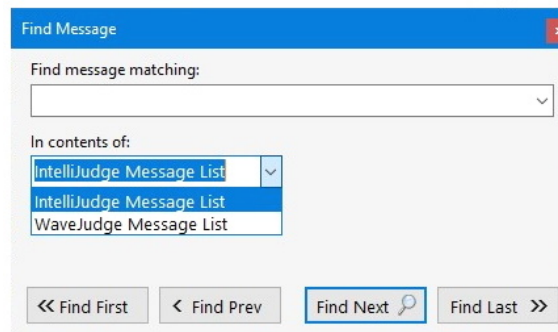 Find Message
Find message matching:
In contents of:
IntelliJudge Message List
IntelliJudge Message List
WaveJudge Message List
Find First
Find Prev
Find Next
Find Last